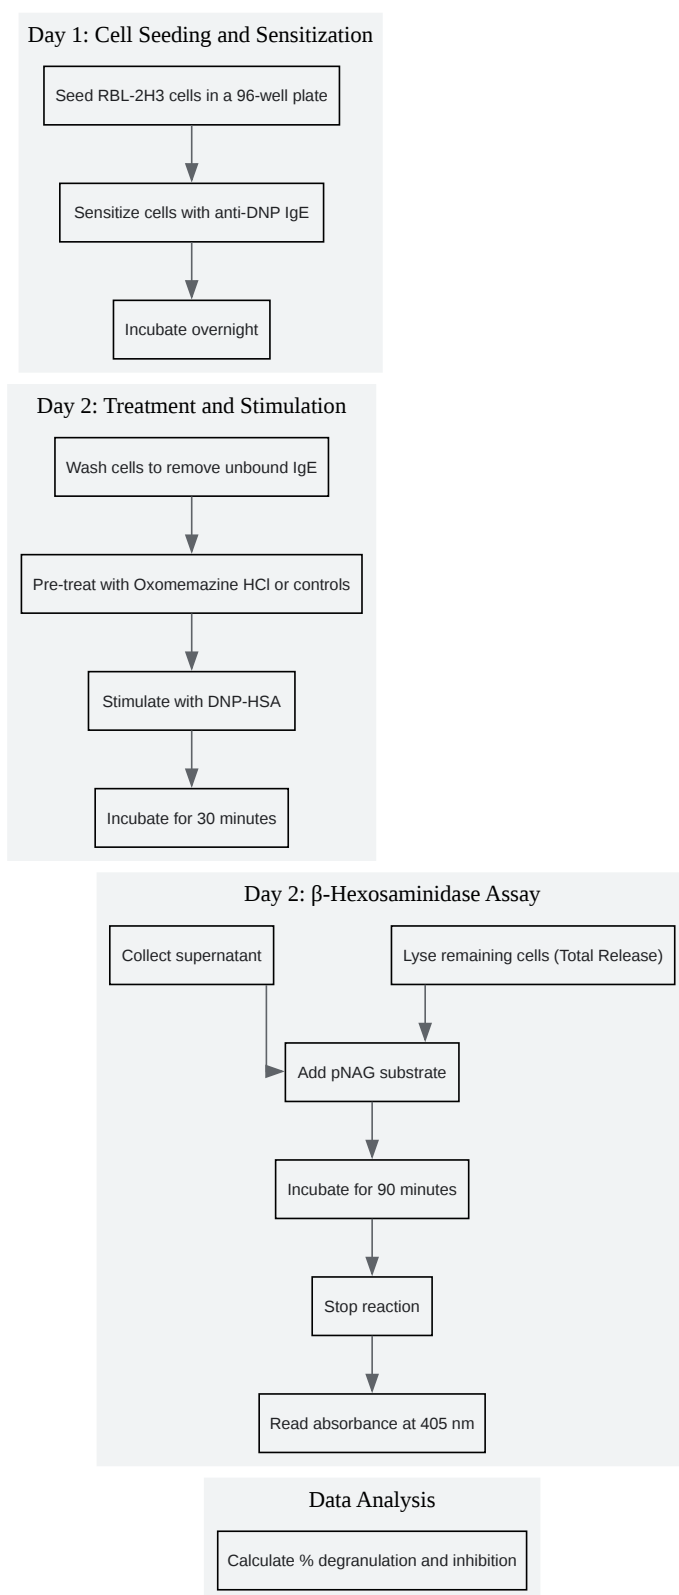 Day 1: Cell Seeding and Sensitization
Seed RBL-2H3 cells in a 96-well plate
Sensitize cells with anti-DNP IgE
Incubate overnight
Day 2: Treatment and Stimulation
Wash cells to remove unbound IgE
Pre-treat with Oxomemazine HCl or controls
Stimulate with DNP-HSA
Incubate for 30 minutes
Day 2: β-Hexosaminidase Assay
Collect supernatant
Lyse remaining cells (Total Release)
Add pNAG substrate
Incubate for 90 minutes
Stop reaction
Read absorbance at 405 nm
Data Analysis
Calculate % degranulation and inhibition